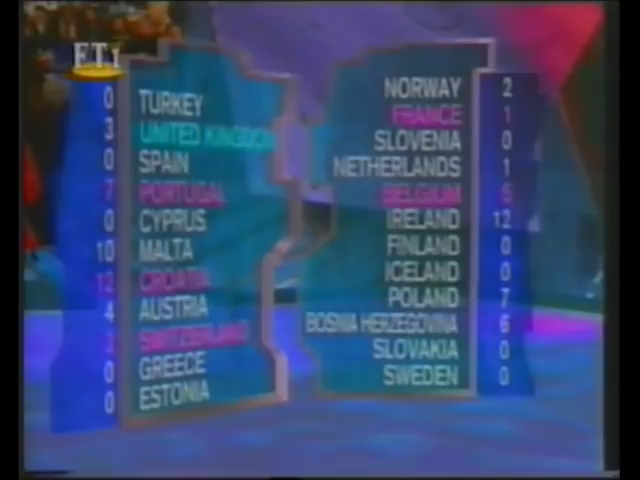 ET1
0 TURKEY
3 UNITED KINGDOM
0 SPAIN
7 PORTUGAL
0 CYPRUS
10 MALTA
12 CROATIA
4 AUSTRIA
SWITZERLAND
0 GREECE
0 ESTONIA
NORWAY 2
FRANCE 1
SLOVENIA 0
NETHERLANDS 1
BELGIUM 5
IRELAND 12
FINLAND 0
ICELAND 0
POLAND 7
BOSNIA HERZEGOVINA 6
SLOVAKIA 0
SWEDEN 0